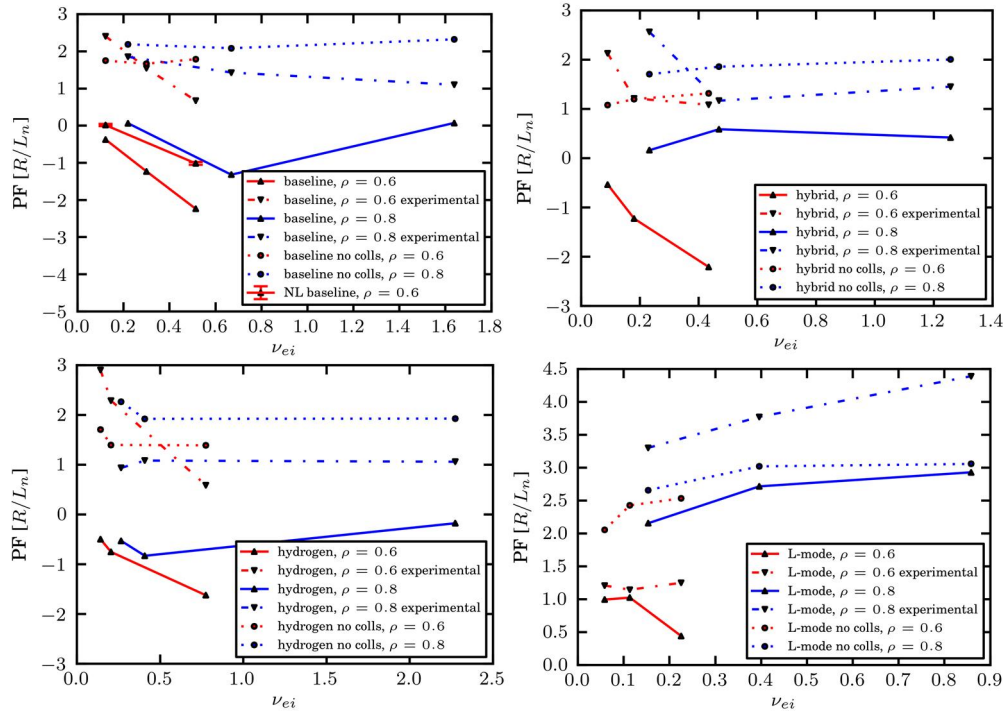 3
2
1
0
−1
−2
−3
−4
−5
PF [R/Lₙ]
0.0 0.2 0.4 0.6 0.8 1.0 1.2 1.4 1.6 1.8
ν_ei
baseline, ρ = 0.6
baseline, ρ = 0.6 experimental
baseline, ρ = 0.8
baseline, ρ = 0.8 experimental
baseline no colls, ρ = 0.6
baseline no colls, ρ = 0.8
NL baseline, ρ = 0.6
3
2
1
0
−1
−2
−3
PF [R/Lₙ]
0.0 0.2 0.4 0.6 0.8 1.0 1.2 1.4
ν_ei
hybrid, ρ = 0.6
hybrid, ρ = 0.6 experimental
hybrid, ρ = 0.8
hybrid, ρ = 0.8 experimental
hybrid no colls, ρ = 0.6
hybrid no colls, ρ = 0.8
3
2
1
0
−1
−2
−3
PF [R/Lₙ]
0.0 0.5 1.0 1.5 2.0 2.5
ν_ei
hydrogen, ρ = 0.6
hydrogen, ρ = 0.6 experimental
hydrogen, ρ = 0.8
hydrogen, ρ = 0.8 experimental
hydrogen no colls, ρ = 0.6
hydrogen no colls, ρ = 0.8
4.5
4.0
3.5
3.0
2.5
2.0
1.5
1.0
0.5
0.0
PF [R/Lₙ]
0.0 0.1 0.2 0.3 0.4 0.5 0.6 0.7 0.8 0.9
ν_ei
L-mode, ρ = 0.6
L-mode, ρ = 0.6 experimental
L-mode, ρ = 0.8
L-mode, ρ = 0.8 experimental
L-mode no colls, ρ = 0.6
L-mode no colls, ρ = 0.8